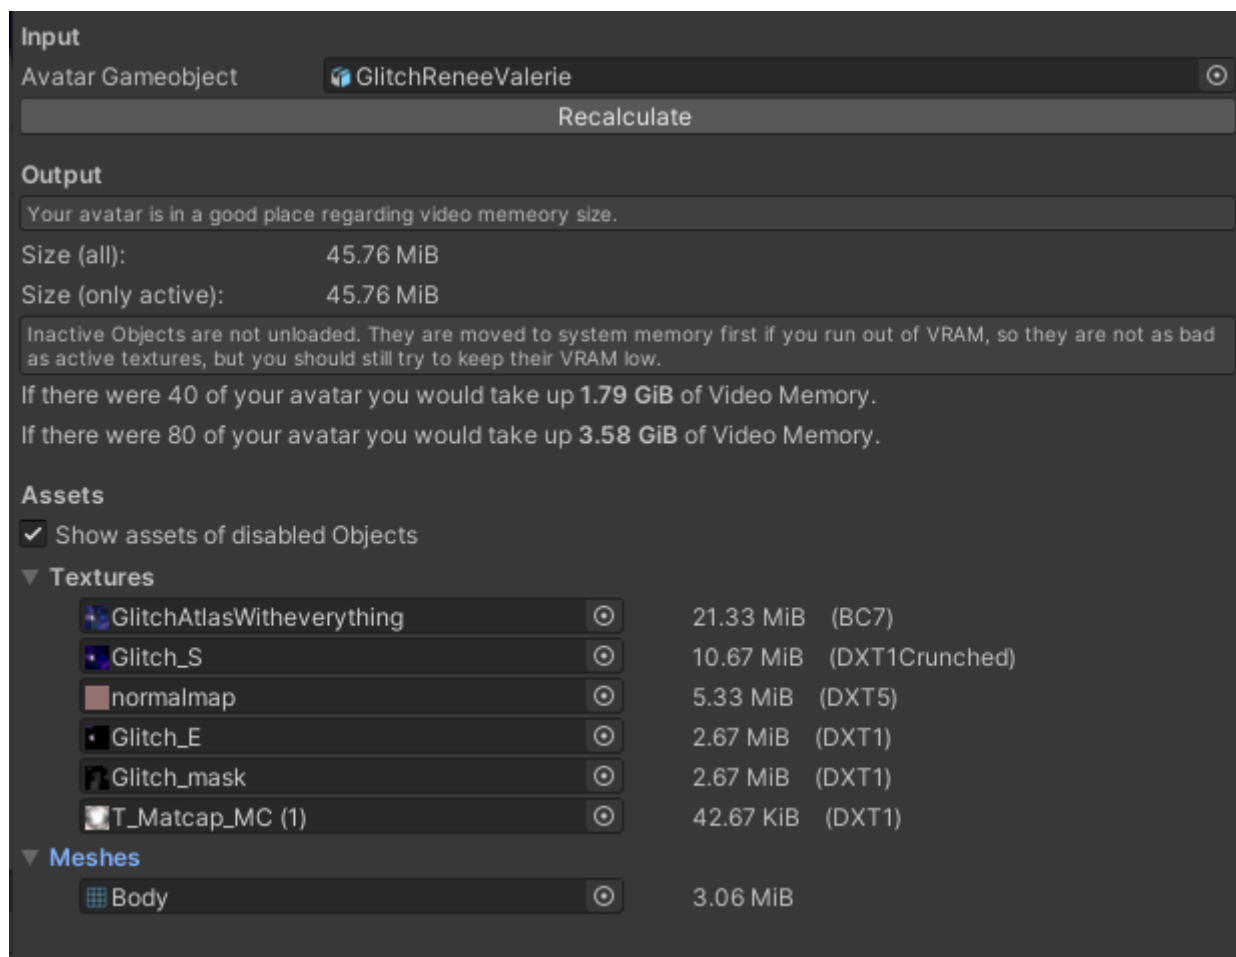 Input
Avatar Gameobject GlitchReneeValerie
Recalculate
Output
Your avatar is in a good place regarding video memeory size.
Size (all): 45.76 MiB
Size (only active): 45.76 MiB
Inactive Objects are not unloaded. They are moved to system memory first if you run out of VRAM, so they are not as bad
as active textures, but you should still try to keep their VRAM low.
If there were 40 of your avatar you would take up 1.79 GiB of Video Memory.
If there were 80 of your avatar you would take up 3.58 GiB of Video Memory.
Assets
Show assets of disabled Objects
Textures
GlitchAtlasWitheverything 21.33 MiB (BC7)
Glitch_S 10.67 MiB (DXT1Crunched)
normalmap 5.33 MiB (DXT5)
Glitch_E 2.67 MiB (DXT1)
Glitch_mask 2.67 MiB (DXT1)
T_Matcap_MC (1) 42.67 KiB (DXT1)
Meshes
Body 3.06 MiB